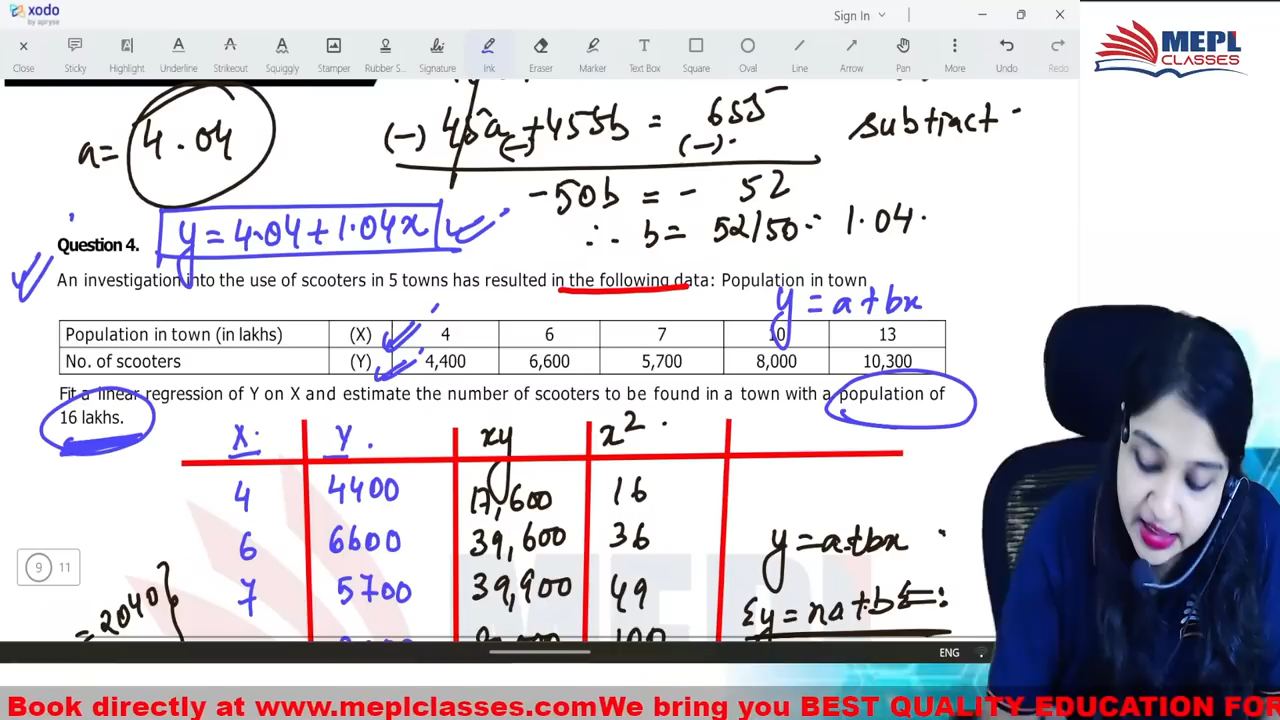 xodo
by apryse
Sign In
Close Sticky Highlight Underline Strikeout Squiggly Stamper Rubber Signature Ink Eraser Marker Text Box Square Oval Line Arrow Pan More Undo Redo
MEPL
CLASSES
a= 4.04
(-) 45a + 455b = 655 subtract
(-) (-)
-50b = - 52
∴ b = 52/50 = 1.04.
y = 4.04 + 1.04x
Question 4.
An investigation into the use of scooters in 5 towns has resulted in the following data: Population in town
y = a + bx
Population in town (in lakhs) (X) 4 6 7 10 13
No. of scooters (Y) 4,400 6,600 5,700 8,000 10,300
Fit a linear regression of Y on X and estimate the number of scooters to be found in a town with a population of
16 lakhs.
X Y xy x²
4 4400 17,600 16
6 6600 39,600 36
7 5700 39,900 49
100
y = a + bx
Σy = na + b
= 2040
9 11
MEPL
ENG
Book directly at www.meplclasses.comWe bring you BEST QUALITY EDUCATION FOR